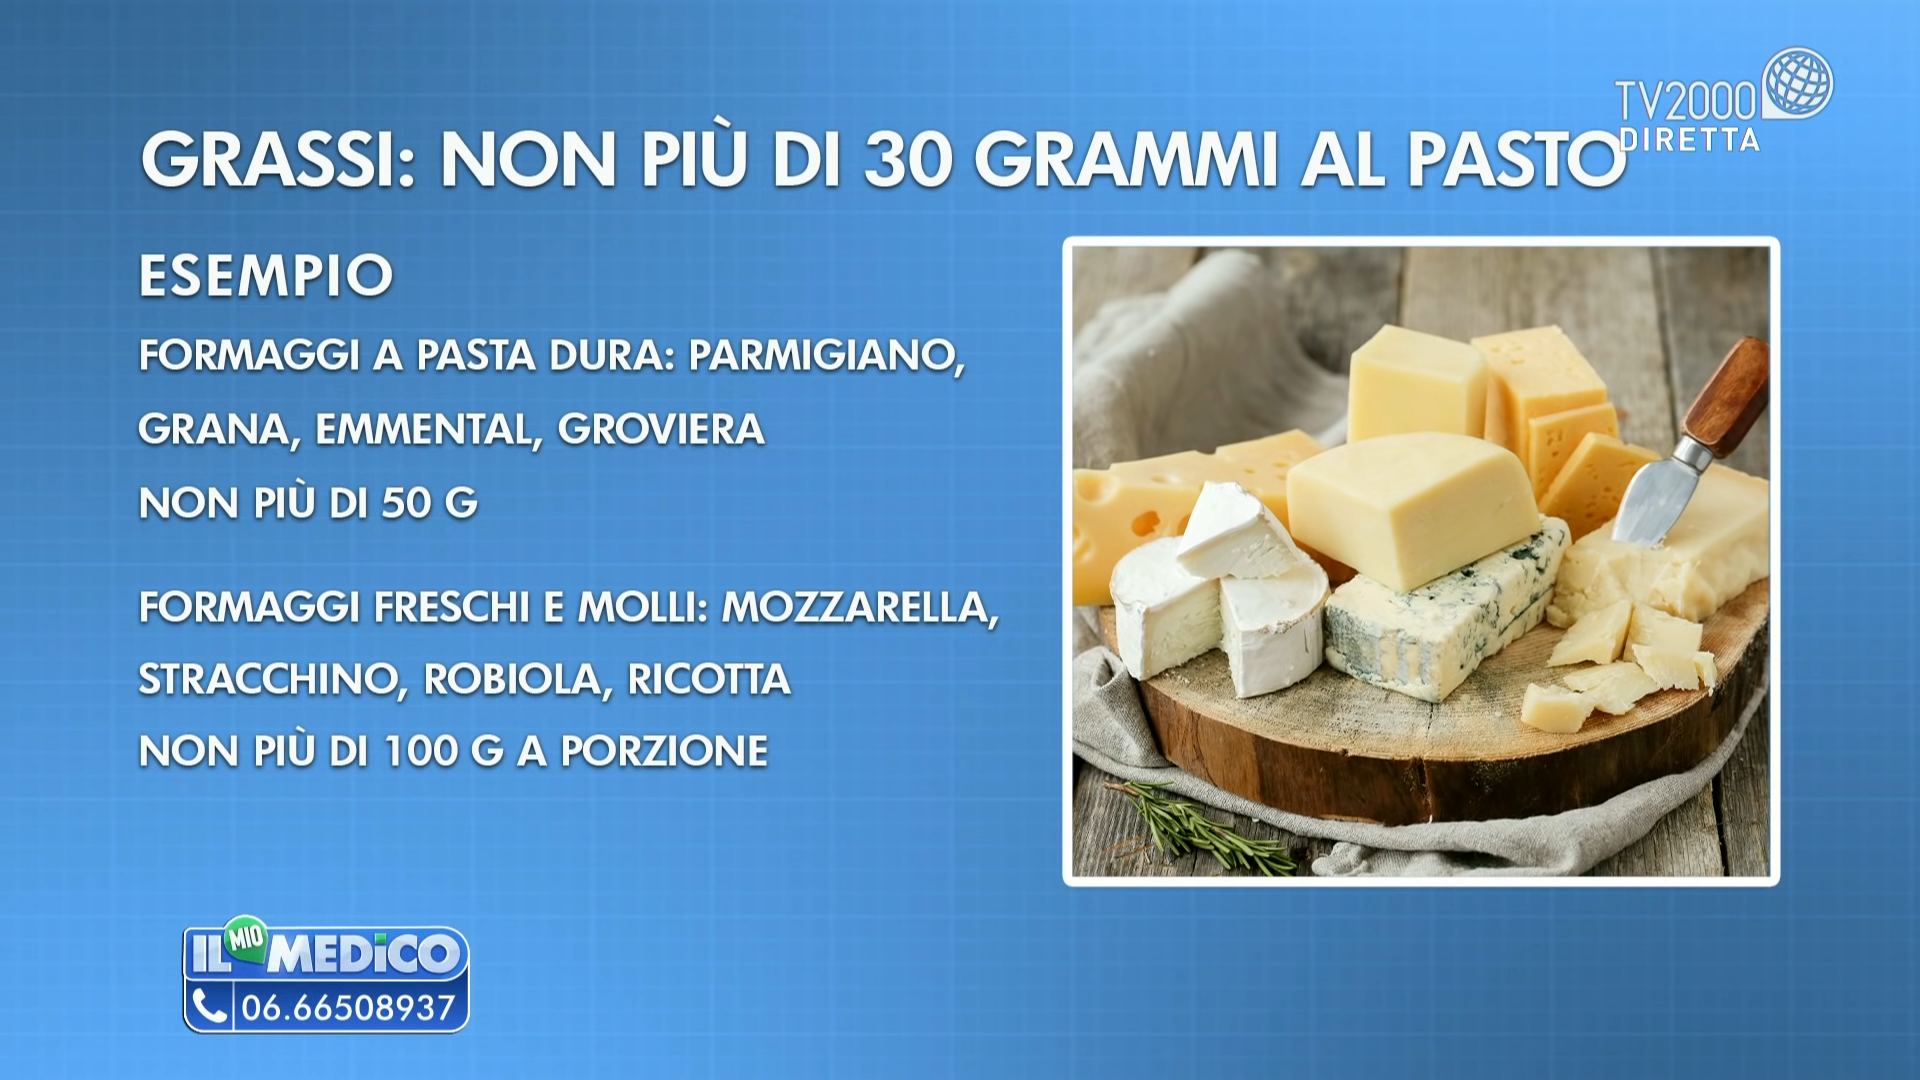 TV2000
DIRETTA
GRASSI: NON PIÙ DI 30 GRAMMI AL PASTO
ESEMPIO
FORMAGGI A PASTA DURA: PARMIGIANO,
GRANA, EMMENTAL, GROVIERA
NON PIÙ DI 50 G
FORMAGGI FRESCHI E MOLLI: MOZZARELLA,
STRACCHINO, ROBIOLA, RICOTTA
NON PIÙ DI 100 G A PORZIONE
IL MIO MEDICO
06.66508937